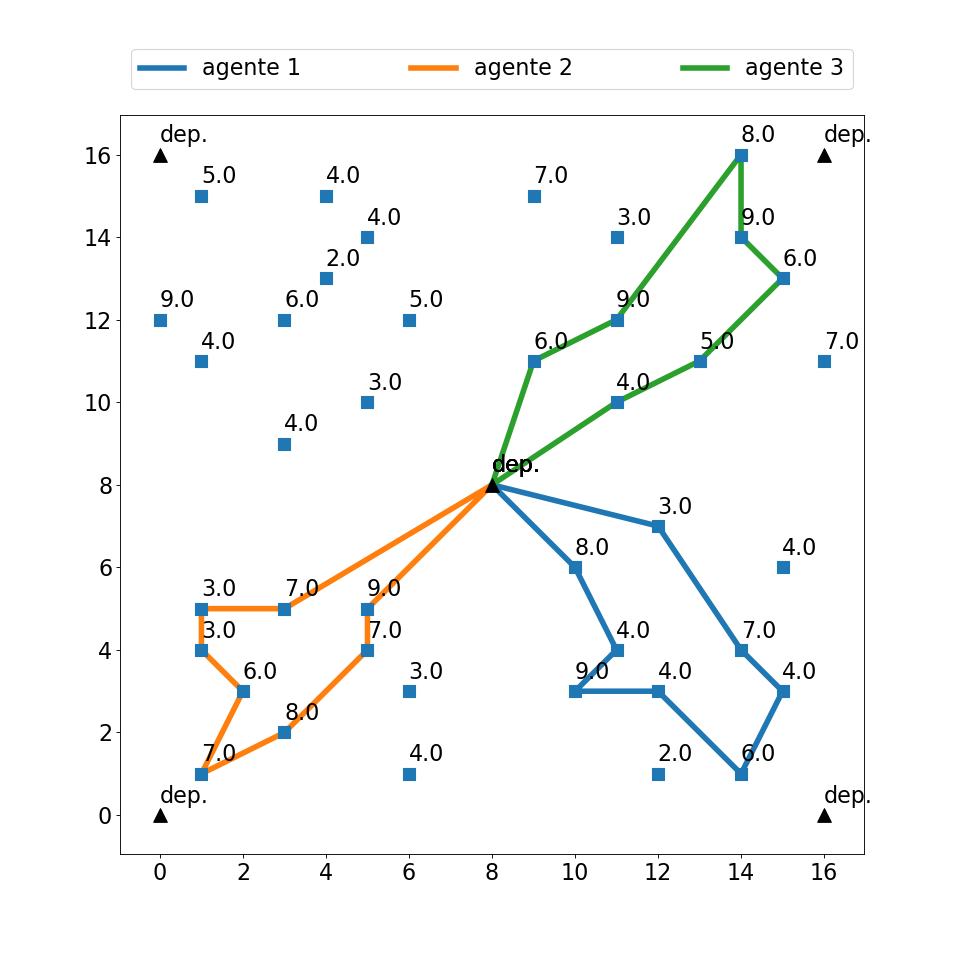 agente 1 agente 2 agente 3
dep. 8.0 dep.
16
5.0 4.0 7.0
4.0 3.0 9.0
14
2.0 6.0
9.0 6.0 5.0 9.0
12
4.0 6.0 5.0 7.0
3.0 4.0
10
4.0
dep. dep.
8
3.0
8.0 4.0
6
3.0 7.0 9.0
3.0 7.0 4.0 7.0
4
6.0 3.0 9.0 4.0 4.0
8.0
2
7.0 4.0 2.0 6.0
dep. dep.
0
0 2 4 6 8 10 12 14 16